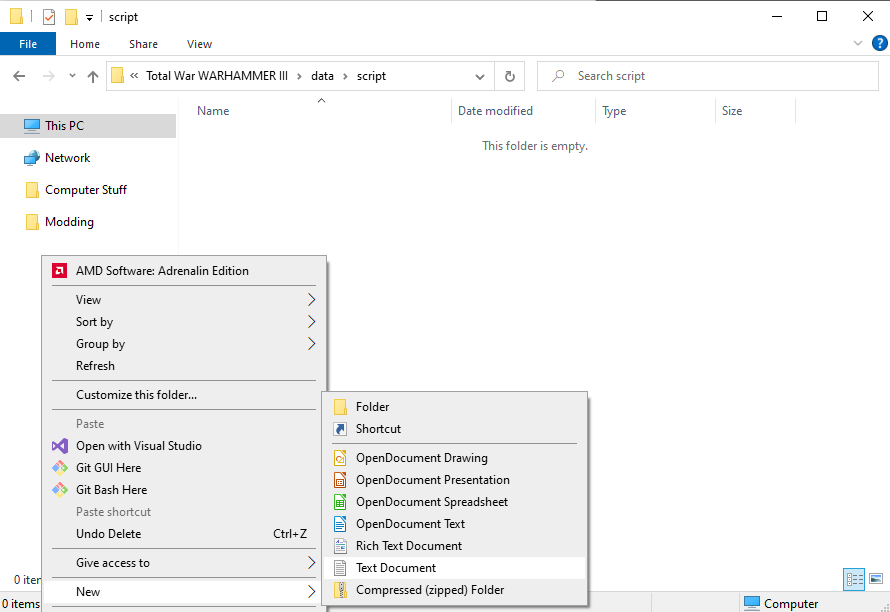 script
File Home Share View
« Total War WARHAMMER III > data > script
Search script
Name Date modified Type Size
This folder is empty.
This PC
Network
Computer Stuff
Modding
AMD Software: Adrenalin Edition
View
Sort by
Group by
Refresh
Customize this folder...
Paste
Open with Visual Studio
Git GUI Here
Git Bash Here
Paste shortcut
Undo Delete Ctrl+Z
Give access to
New
Folder
Shortcut
OpenDocument Drawing
OpenDocument Presentation
OpenDocument Spreadsheet
OpenDocument Text
Rich Text Document
Text Document
Compressed (zipped) Folder
0 iter
0 items
Computer